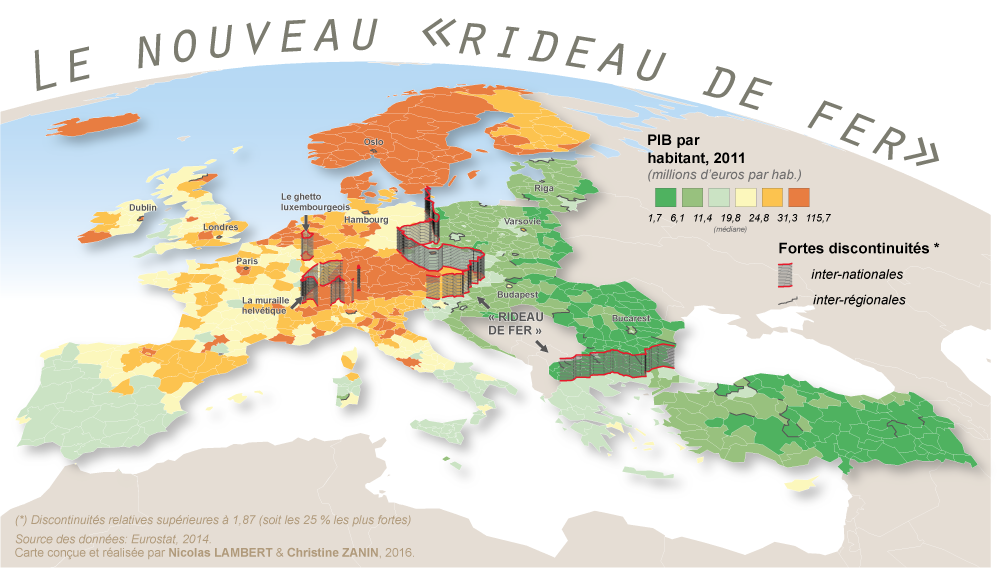 LE NOUVEAU «RIDEAU DE FER»
PIB par
habitant, 2011
(millions d'euros par hab.)
1,7 6,1 11,4 19,8 24,8 31,3 115,7
(médiane)
Fortes discontinuités *
inter-nationales
inter-régionales
Oslo
Riga
Le ghetto
luxembourgeois
Dublin
Hambourg
Londres
Varsovie
Paris
La muraille
helvétique
Budapest
« RIDEAU
DE FER »
Bucarest
(*) Discontinuités relatives supérieures à 1,87 (soit les 25 % les plus fortes)
Source des données: Eurostat, 2014.
Carte conçue et réalisée par Nicolas LAMBERT & Christine ZANIN, 2016.